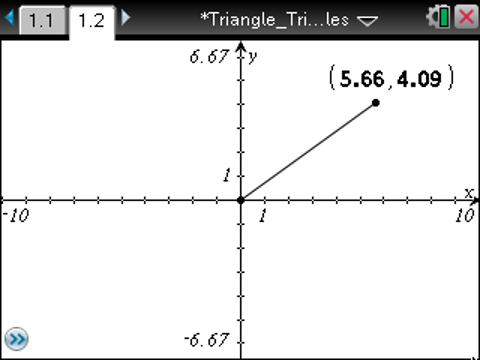 1.1 1.2 *Triangle_Tri...les
6.67 y
(5.66,4.09)
1
x
-10 1 10
-6.67